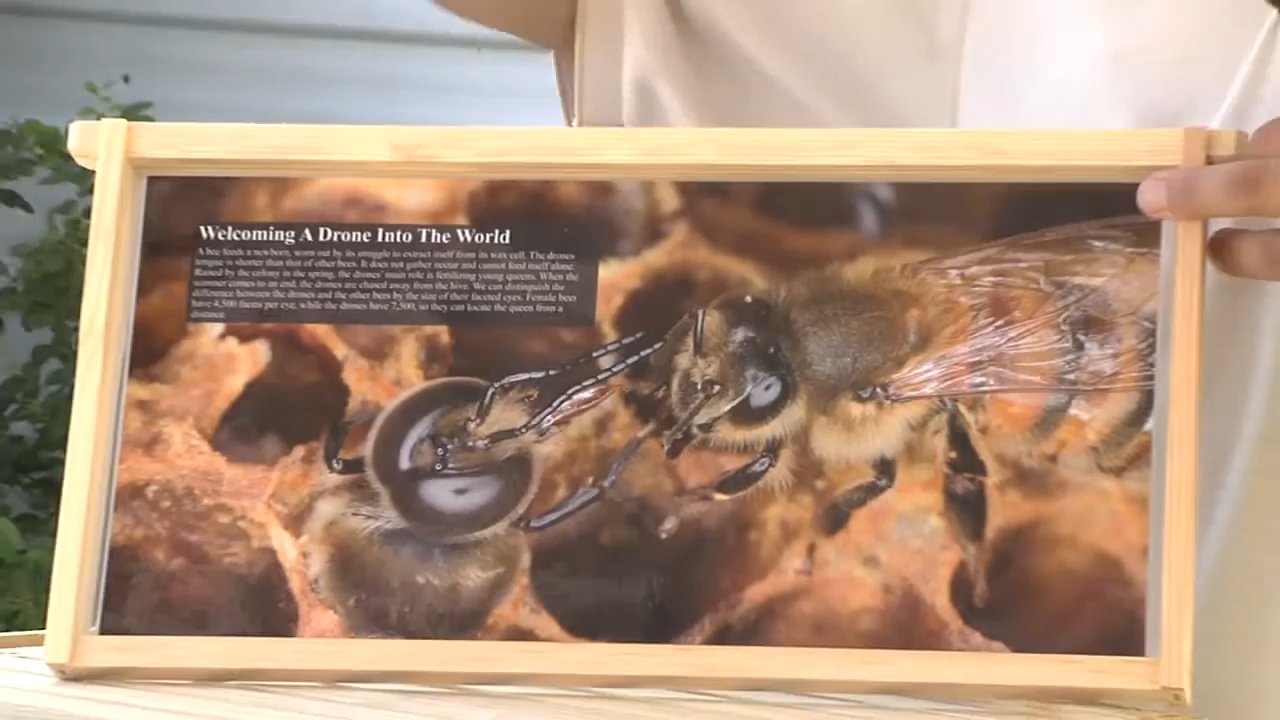 Welcoming A Drone Into The World
A bee feeds a newborn, worn out by its struggle to extract itself from its wax cell. The drones
tongue is shorter than that of other bees. It does not gather nectar and cannot feed itself alone.
Raised by the colony in the spring, the drones' main role is fertilizing young queens. When the
summer comes to an end, the drones are chased away from the hive. We can distinguish the
difference between the drones and the other bees by the size of their faceted eyes. Female bees
have 4,500 facets per eye, while the drones have 7,500, so they can locate the queen from a
distance.